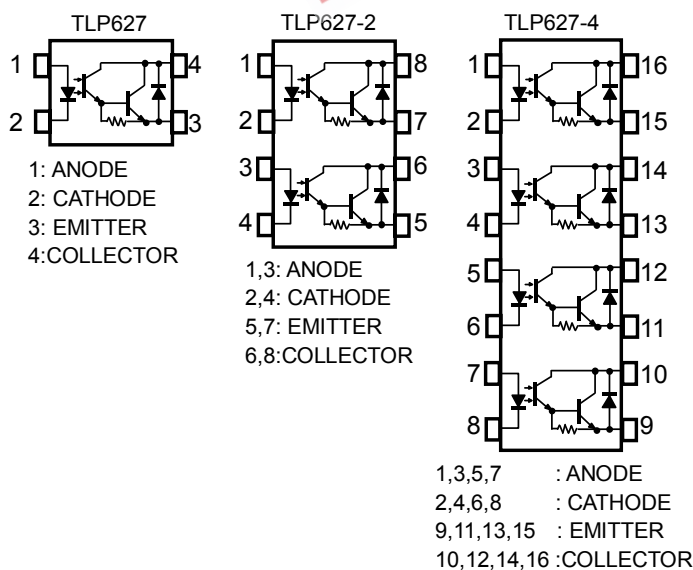 TLP627
1 4
2 3
1: ANODE
2: CATHODE
3: EMITTER
4:COLLECTOR
TLP627-2
1 8
2 7
3 6
4 5
1,3: ANODE
2,4: CATHODE
5,7: EMITTER
6,8:COLLECTOR
TLP627-4
1 16
2 15
3 14
4 13
5 12
6 11
7 10
8 9
1,3,5,7 : ANODE
2,4,6,8 : CATHODE
9,11,13,15 : EMITTER
10,12,14,16 :COLLECTOR